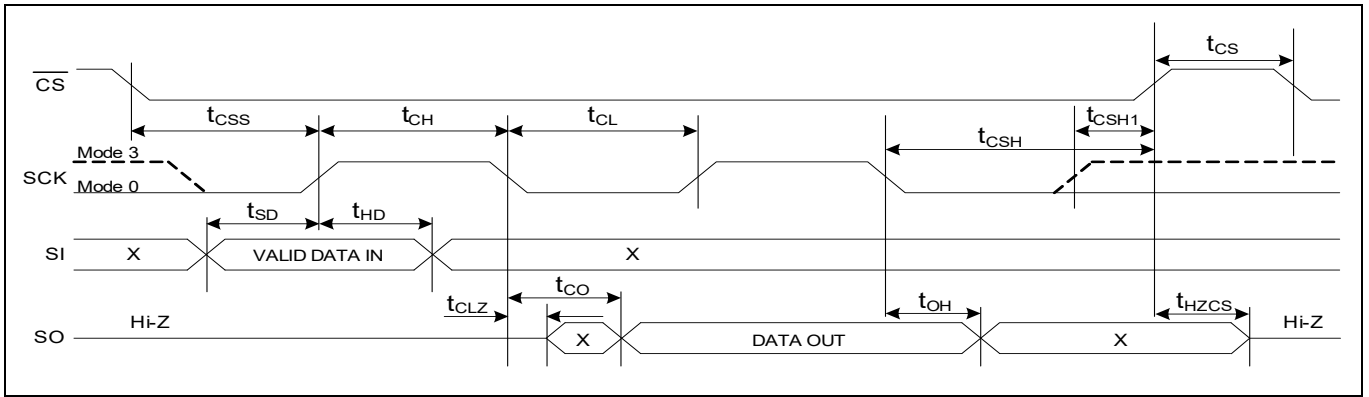 tCS
CS
tCSS
tCH
tCL
tCSH
tCSH1
Mode 3
SCK
Mode 0
tSD
tHD
SI
X
VALID DATA IN
X
tCLZ
tCO
tOH
tHZCS
SO
Hi-Z
X
DATA OUT
X
Hi-Z